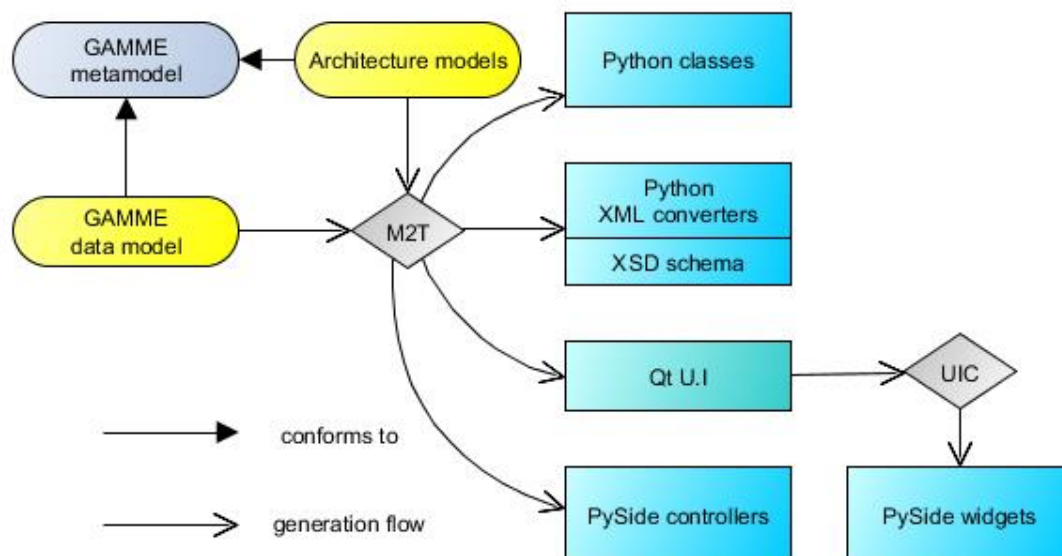 GAMME
metamodel
Architecture models
Python classes
GAMME
data model
M2T
Python
XML converters
XSD schema
Qt U.I
UIC
conforms to
generation flow
PySide controllers
PySide widgets